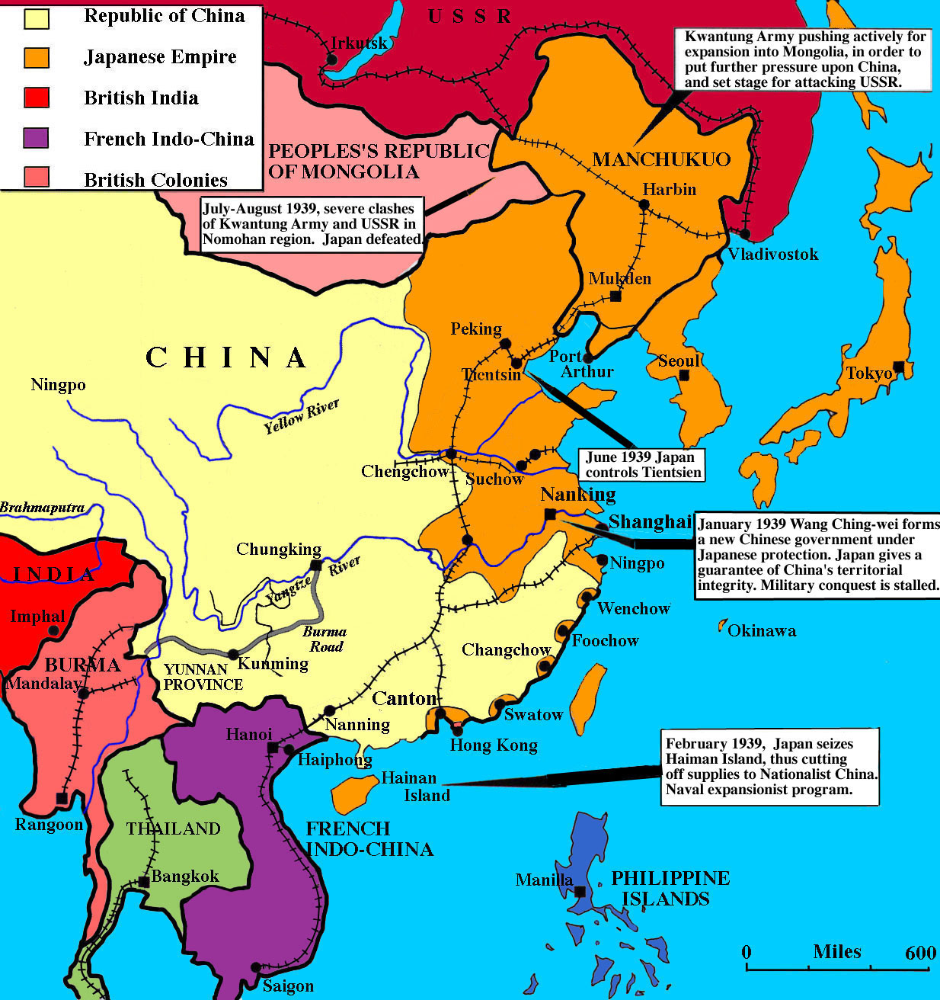 Republic of China
Japanese Empire
British India
French Indo-China
British Colonies
U S S R
Irkutsk
Kwantung Army pushing actively for
expansion into Mongolia, in order to
put further pressure upon China,
and set stage for attacking USSR.
PEOPLES'S REPUBLIC
OF MONGOLIA
MANCHUKUO
Harbin
July-August 1939, severe clashes
of Kwantung Army and USSR in
Nomohan region.  Japan defeated.
Vladivostok
Mukden
Peking
Port
Arthur
Tientsin
Seoul
Tokyo
C H I N A
Ningpo
Yellow River
June 1939 Japan
controls Tientsien
Chengchow
Suchow
Nanking
Shanghai
January 1939 Wang Ching-wei forms
a new Chinese government under
Japanese protection. Japan gives a
guarantee of China's territorial
integrity. Military conquest is stalled.
Brahmaputra
INDIA
Chungking
Yangtze River
Ningpo
Wenchow
Imphal
Burma
Road
Foochow
Okinawa
Changchow
BURMA
Kunming
YUNNAN
PROVINCE
Mandalay
Canton
Swatow
Nanning
Hong Kong
Hanoi
Haiphong
February 1939,  Japan seizes
Haiman Island, thus cutting
off supplies to Nationalist China.
Naval expansionist program.
Hainan
Island
Rangoon
THAILAND
FRENCH
INDO-CHINA
Bangkok
Manilla
PHILIPPINE
ISLANDS
Saigon
0 Miles 600